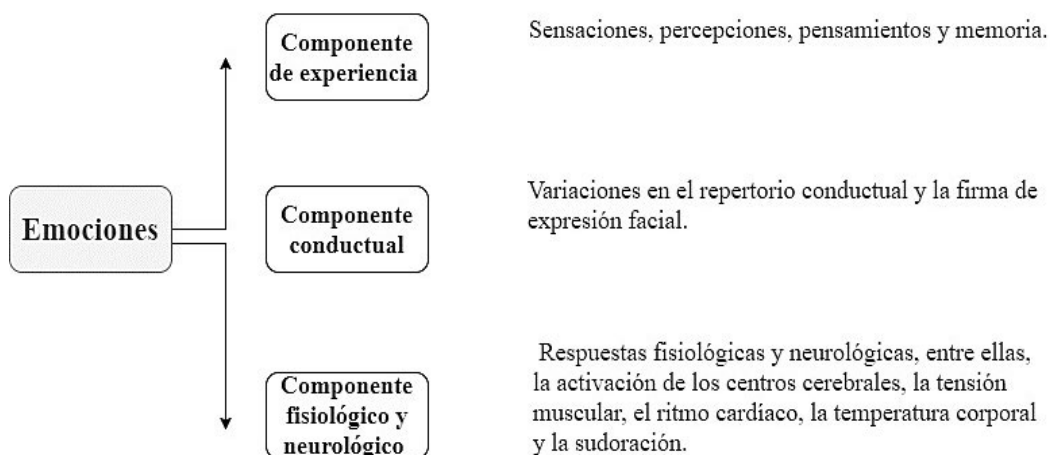 Componente
de experiencia
Sensaciones, percepciones, pensamientos y memoria.
Emociones
Componente
conductual
Variaciones en el repertorio conductual y la firma de
expresión facial.
Componente
fisiológico y
neurológico
Respuestas fisiológicas y neurológicas, entre ellas,
la activación de los centros cerebrales, la tensión
muscular, el ritmo cardíaco, la temperatura corporal
y la sudoración.